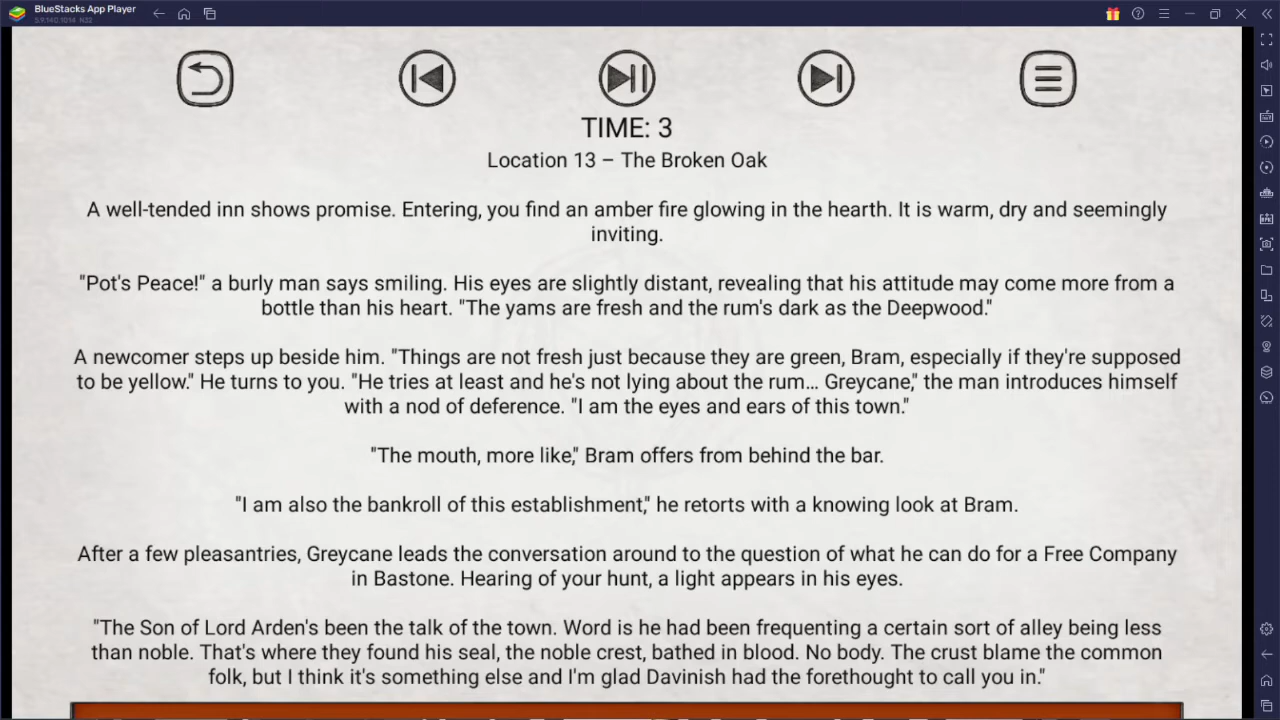 BlueStacks App Player
5.9.140.1014 N32
TIME: 3
Location 13 – The Broken Oak
A well-tended inn shows promise. Entering, you find an amber fire glowing in the hearth. It is warm, dry and seemingly
inviting.
"Pot's Peace!" a burly man says smiling. His eyes are slightly distant, revealing that his attitude may come more from a
bottle than his heart. "The yams are fresh and the rum's dark as the Deepwood."
A newcomer steps up beside him. "Things are not fresh just because they are green, Bram, especially if they're supposed
to be yellow." He turns to you. "He tries at least and he's not lying about the rum... Greycane," the man introduces himself
with a nod of deference. "I am the eyes and ears of this town."
"The mouth, more like," Bram offers from behind the bar.
"I am also the bankroll of this establishment," he retorts with a knowing look at Bram.
After a few pleasantries, Greycane leads the conversation around to the question of what he can do for a Free Company
in Bastone. Hearing of your hunt, a light appears in his eyes.
"The Son of Lord Arden's been the talk of the town. Word is he had been frequenting a certain sort of alley being less
than noble. That's where they found his seal, the noble crest, bathed in blood. No body. The crust blame the common
folk, but I think it's something else and I'm glad Davinish had the forethought to call you in."